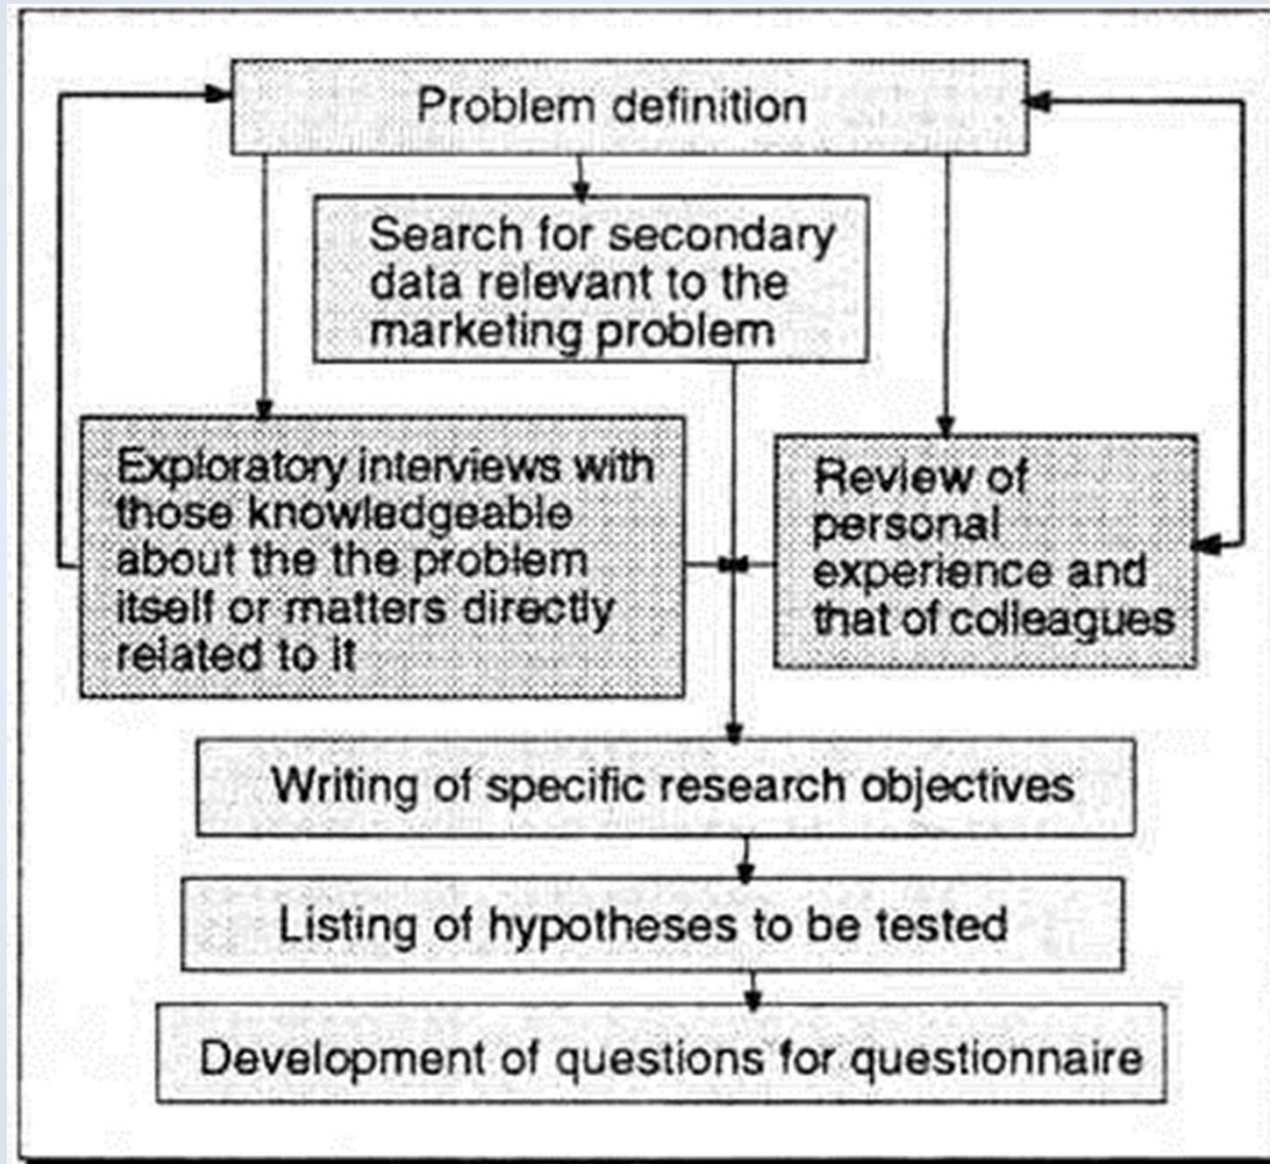 Problem definition
Search for secondary
data relevant to the
marketing problem
Exploratory interviews with
those knowledgeable
about the the problem
itself or matters directly
related to it
Review of
personal
experience and
that of colleagues
Writing of specific research objectives
Listing of hypotheses to be tested
Development of questions for questionnaire